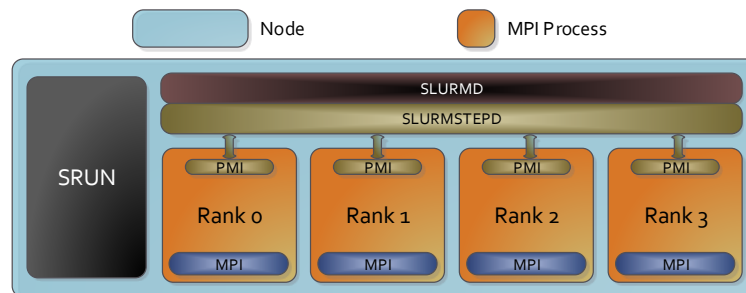 Node
MPI Process
SLURMD
SLURMSTEPD
SRUN
PMI
PMI
PMI
PMI
Rank 0
Rank 1
Rank 2
Rank 3
MPI
MPI
MPI
MPI